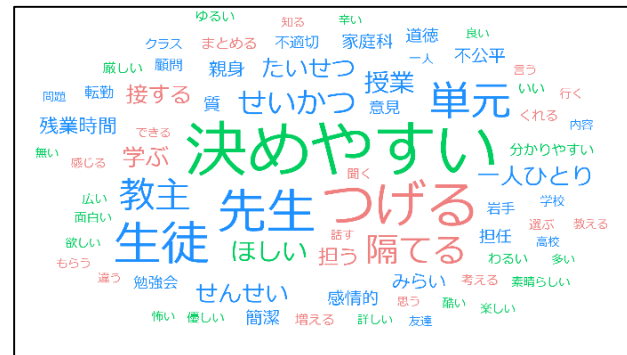 ゆるい 知る 辛い
クラス まとめる 不適切 家庭科 道徳 一人 良い
厳しい 顧問 親身 たいせつ 授業 不公平 言う
問題 転勤 接する 質 せいかつ 意見 単元 いい くれる 行く
残業時間 できる 内容
無い 感じる 学ぶ 決めやすい 分かりやすい
広い 教主 先生 聞く つげる 一人ひとり
面白い 岩手 学校
欲しい 生徒 ほしい 話す 担う 隔てる 担任 選ぶ 教える
もらう 高校
違う 勉強会 せんせい 感情的 みらい わるい 多い
思う 考える 素晴らしい
怖い 優しい 簡潔 増える 詳しい 友達 酷い 楽しい